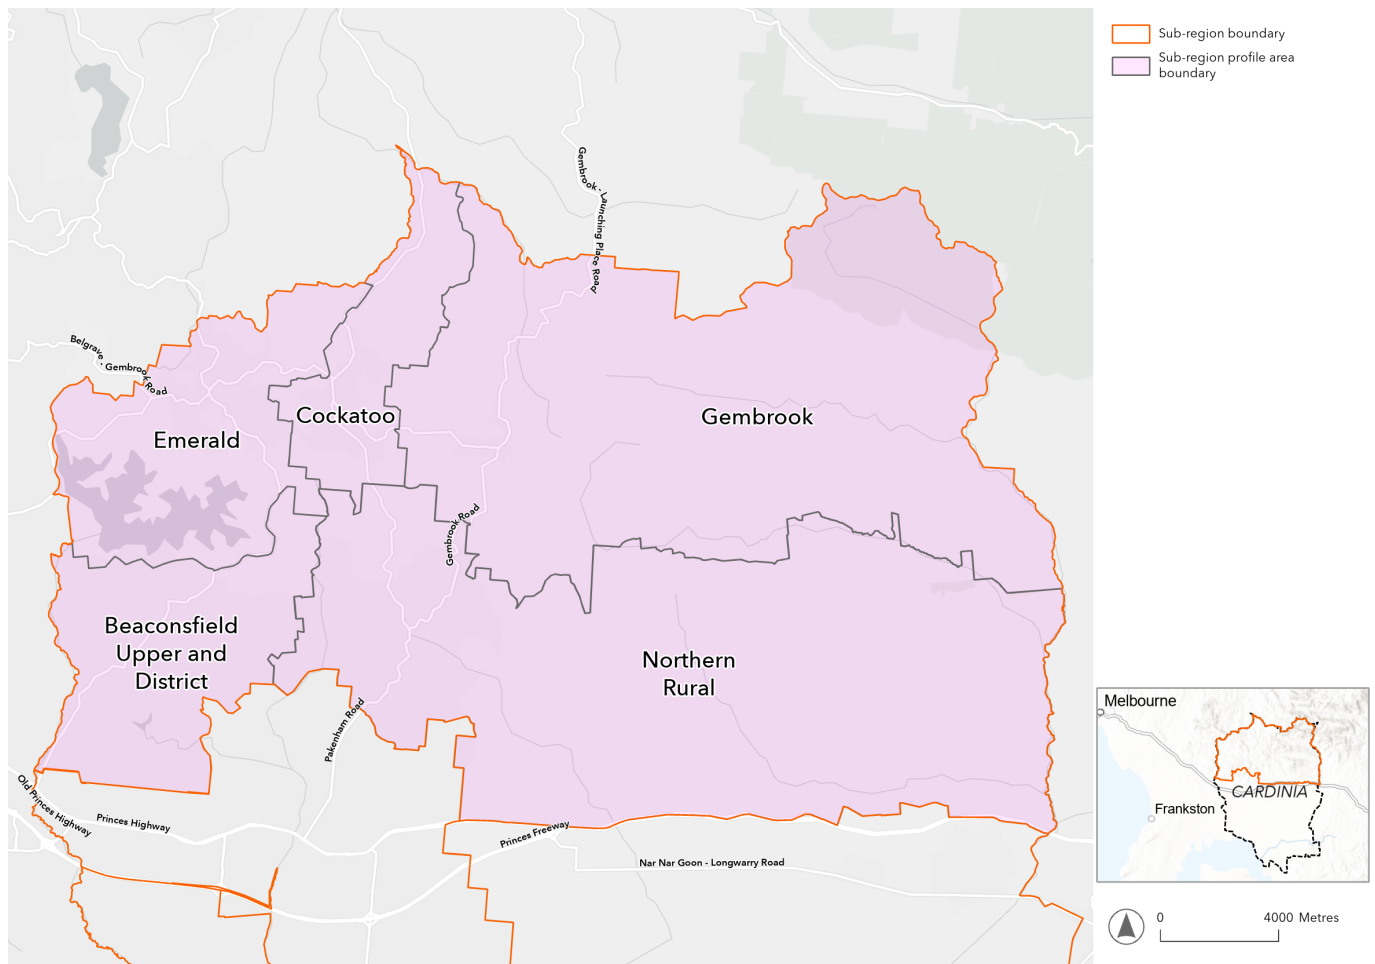 Sub-region boundary
Sub-region profile area
boundary
Gembrook - Launching Place Road
Belgrave - Gembrook Road
Cockatoo
Gembrook
Emerald
Gembrook Road
Beaconsfield
Upper and
District
Northern
Rural
Pakenham Road
Old Princes Highway
Princes Highway
Princes Freeway
Nar Nar Goon - Longwarry Road
Melbourne
CARDINIA
Frankston
0 4000 Metres